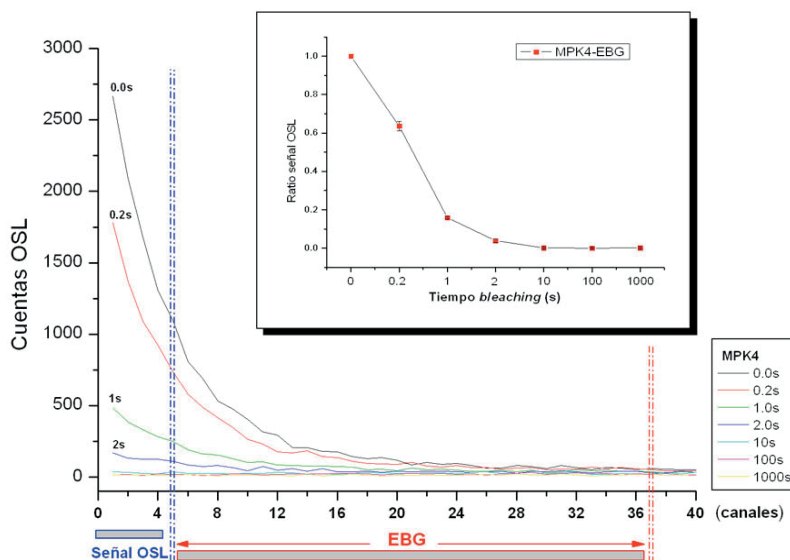 Cuentas OSL
3000
2500
2000
1500
1000
500
0
0.0s
0.2s
1s
2s
0 4 8 12 16 20 24 28 32 36 40 (canales)
Señal OSL
EBG
Ratio señal OSL
1.0
0.8
0.6
0.4
0.2
0.0
MPK4-EBG
0 0.2 1 2 10 100 1000
Tiempo bleaching (s)
MPK4
0.0s
0.2s
1.0s
2.0s
10s
100s
1000s